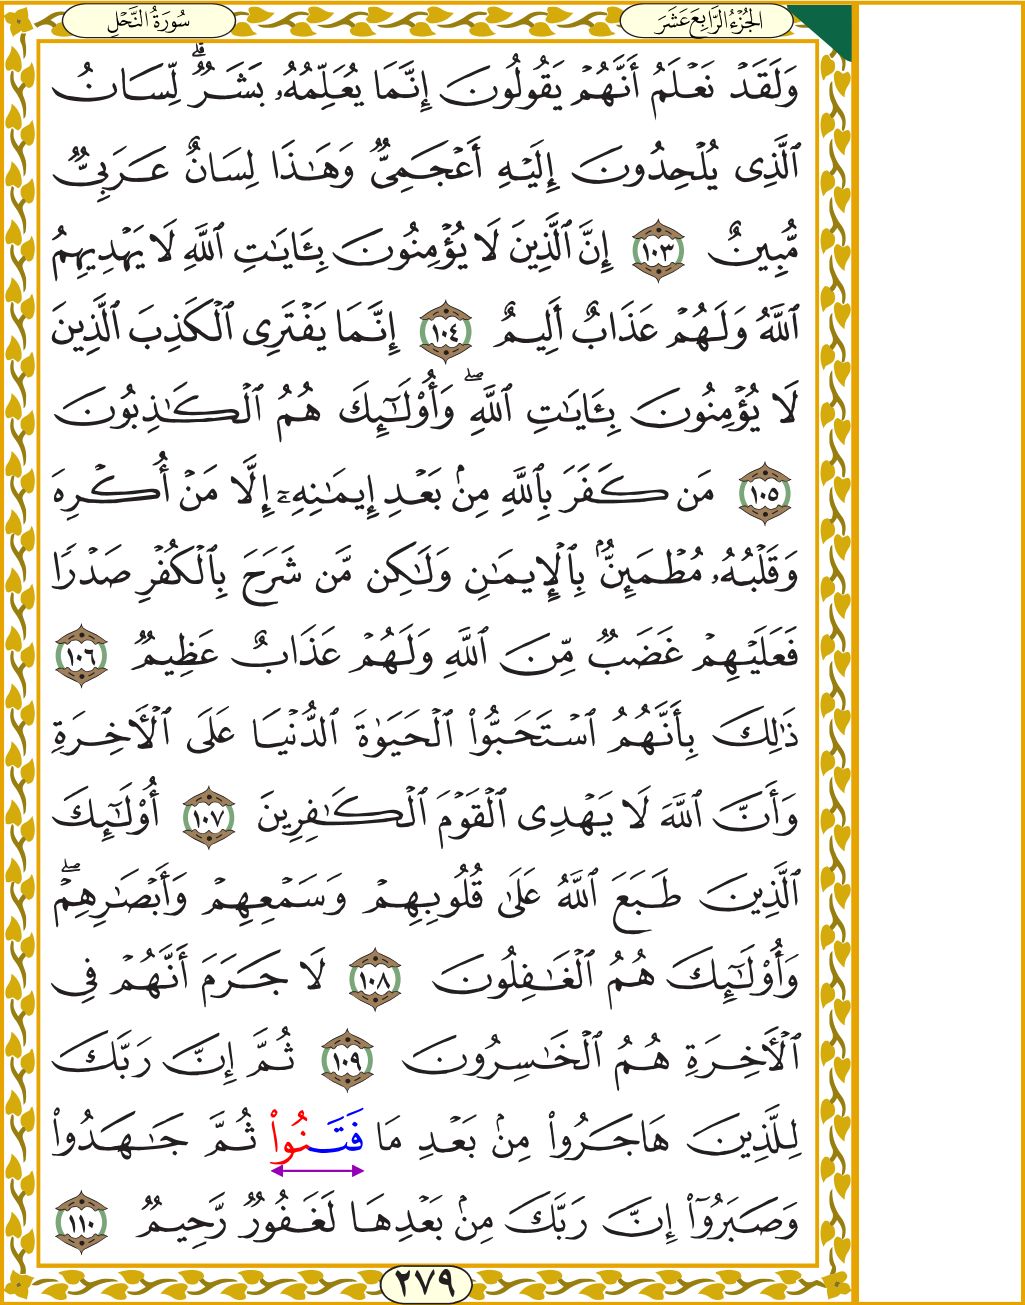 الجُزْءُ الرَّابِعَ عَشَرَ
سُورَةُ النَّحْلِ
وَلَقَدْ نَعْلَمُ أَنَّهُمْ يَقُولُونَ إِنَّمَا يُعَلِّمُهُۥ بَشَرٌۗ لِّسَانُ
ٱلَّذِى يُلْحِدُونَ إِلَيْهِ أَعْجَمِىٌّ وَهَـٰذَا لِسَانٌ عَرَبِىٌّ
مُّبِينٌ ١٠٣ إِنَّ ٱلَّذِينَ لَا يُؤْمِنُونَ بِـَٔايَـٰتِ ٱللَّهِ لَا يَهْدِيهِمُ
ٱللَّهُ وَلَهُمْ عَذَابٌ أَلِيمٌ ١٠٤ إِنَّمَا يَفْتَرِى ٱلْكَذِبَ ٱلَّذِينَ
لَا يُؤْمِنُونَ بِـَٔايَـٰتِ ٱللَّهِۖ وَأُو۟لَـٰٓئِكَ هُمُ ٱلْكَـٰذِبُونَ
١٠٥ مَن كَفَرَ بِٱللَّهِ مِنۢ بَعْدِ إِيمَـٰنِهِۦٓ إِلَّا مَنْ أُكْرِهَ
وَقَلْبُهُۥ مُطْمَئِنٌّۢ بِٱلْإِيمَـٰنِ وَلَـٰكِن مَّن شَرَحَ بِٱلْكُفْرِ صَدْرًا
فَعَلَيْهِمْ غَضَبٌ مِّنَ ٱللَّهِ وَلَهُمْ عَذَابٌ عَظِيمٌ ١٠٦
ذَٰلِكَ بِأَنَّهُمُ ٱسْتَحَبُّوا۟ ٱلْحَيَوٰةَ ٱلدُّنْيَا عَلَى ٱلْـَٔاخِرَةِ
وَأَنَّ ٱللَّهَ لَا يَهْدِى ٱلْقَوْمَ ٱلْكَـٰفِرِينَ ١٠٧ أُو۟لَـٰٓئِكَ
ٱلَّذِينَ طَبَعَ ٱللَّهُ عَلَىٰ قُلُوبِهِمْ وَسَمْعِهِمْ وَأَبْصَـٰرِهِمْۖ
وَأُو۟لَـٰٓئِكَ هُمُ ٱلْغَـٰفِلُونَ ١٠٨ لَا جَرَمَ أَنَّهُمْ فِى
ٱلْـَٔاخِرَةِ هُمُ ٱلْخَـٰسِرُونَ ١٠٩ ثُمَّ إِنَّ رَبَّكَ
لِلَّذِينَ هَاجَرُوا۟ مِنۢ بَعْدِ مَا فَتَنُوا۟ ثُمَّ جَـٰهَدُوا۟
وَصَبَرُوٓا۟ إِنَّ رَبَّكَ مِنۢ بَعْدِهَا لَغَفُورٌ رَّحِيمٌ ١١٠
٢٧٩